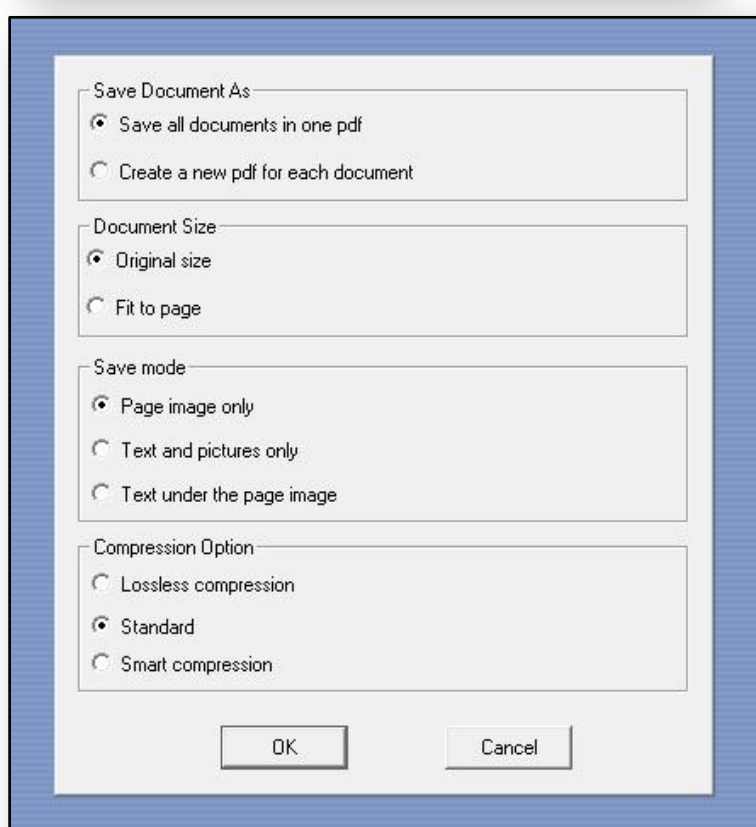 Save Document As
Save all documents in one pdf
Create a new pdf for each document
Document Size
Original size
Fit to page
Save mode
Page image only
Text and pictures only
Text under the page image
Compression Option
Lossless compression
Standard
Smart compression
OK Cancel